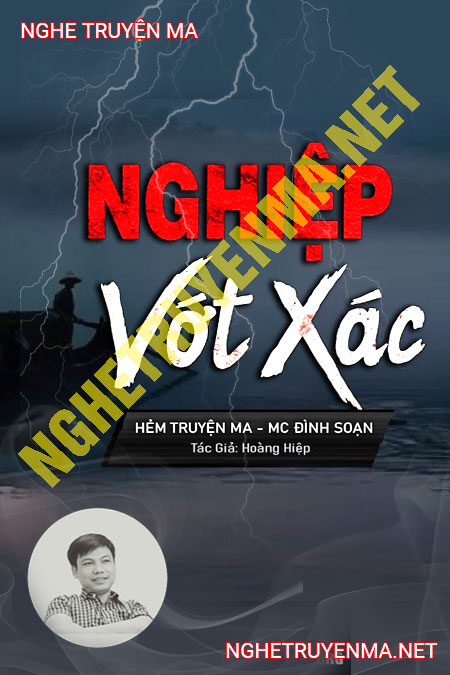 NGHE TRUYỆN MA
NGHETRUYENMA.NET
NGHIỆP
Vớt Xác
HẺM TRUYỆN MA - MC ĐÌNH SOẠN
Tác Giả: Hoàng Hiệp
NGHETRUYENMA.NET